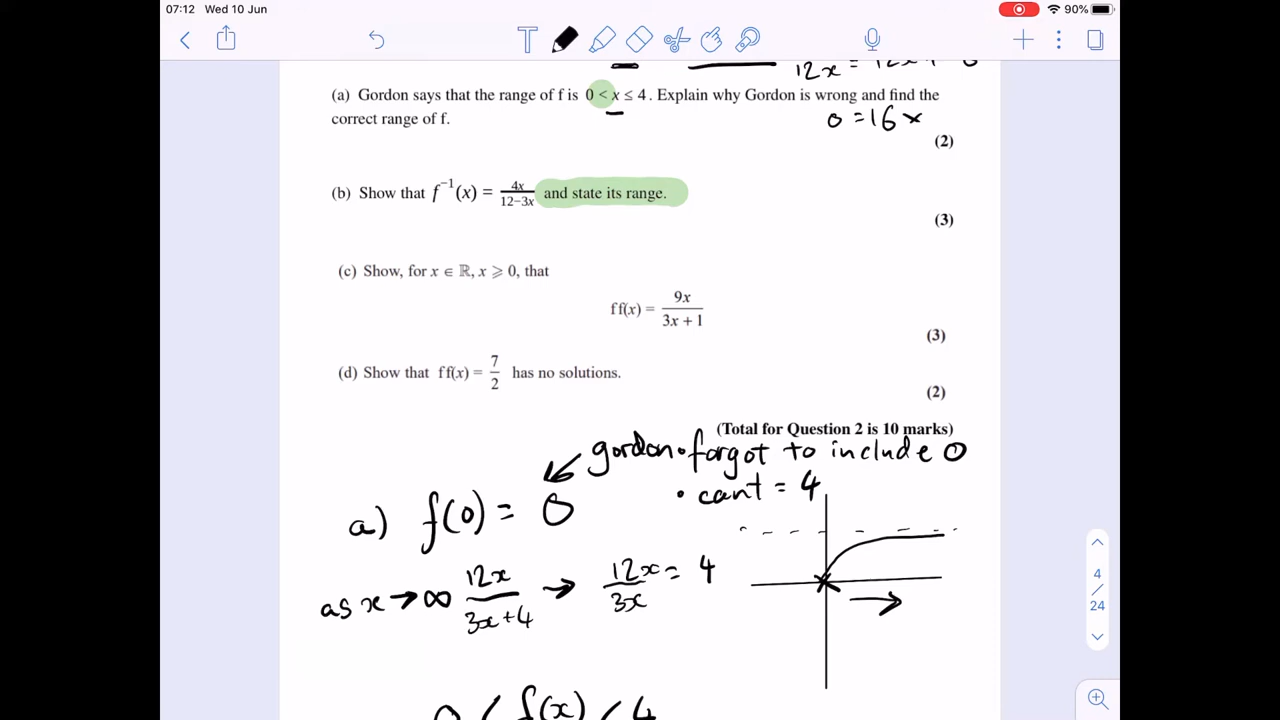 07:12 Wed 10 Jun
90%
(a) Gordon says that the range of f is 0 < x ≤ 4. Explain why Gordon is wrong and find the
correct range of f.
0 = 16x
(2)
(b) Show that f⁻¹(x) = 4x/(12−3x) and state its range.
(3)
(c) Show, for x ∈ ℝ, x ⩾ 0, that
ff(x) = 9x/(3x + 1)
(3)
(d) Show that ff(x) = 7/2 has no solutions.
(2)
(Total for Question 2 is 10 marks)
gordon • forgot to include 0
• cant = 4
a) f(0) = 0
as x → ∞ 12x/(3x+4) → 12x/3x = 4
4
/
24